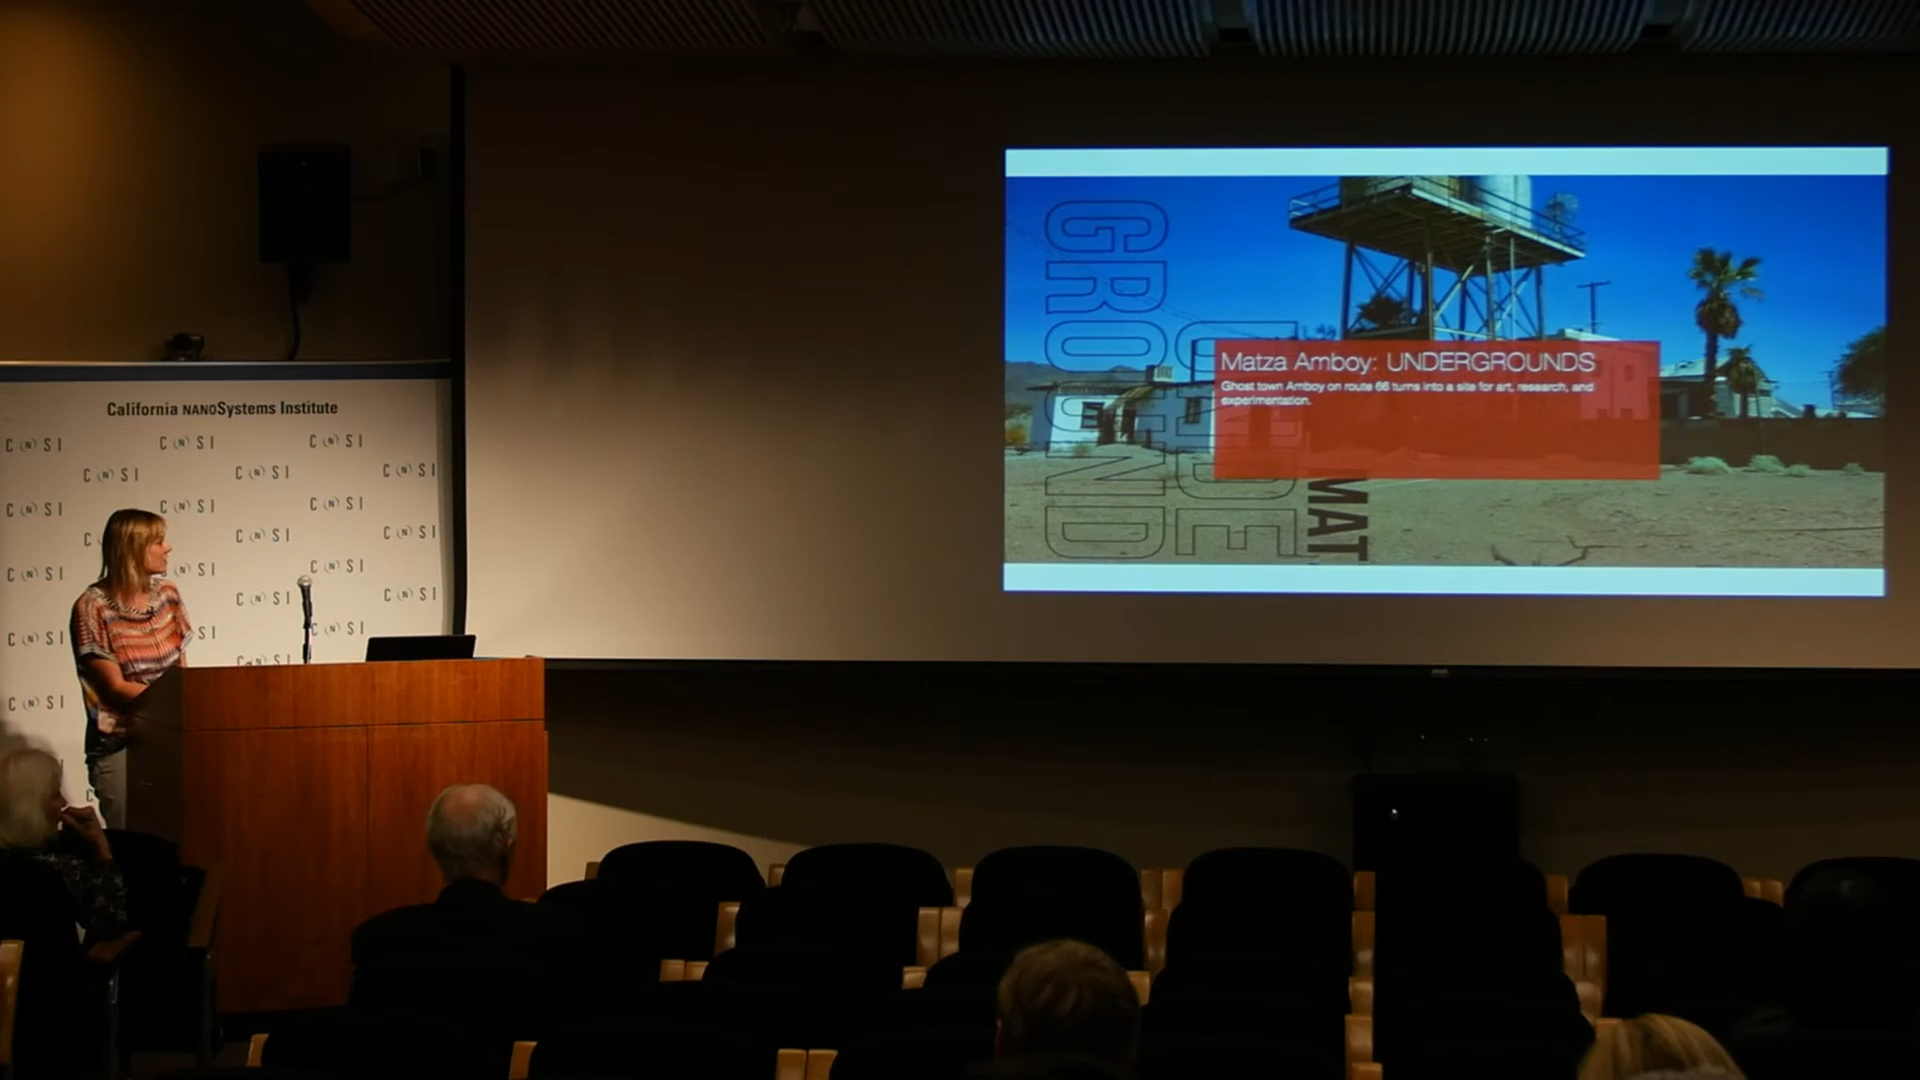 California NANOSystems Institute
C (N) S I C (N) S I C (N) S I
C (N) S I C (N) S I C (N) S I
C (N) S I C (N) S I C (N) S I
C (N) S I C (N) S I
C (N) S I C (N) S I
C (N) S I C (N) S I
C (N) S I C (N) S I
C (N) S I
GROUND
UNDE
MAT
Matza Amboy: UNDERGROUNDS
Ghost town Amboy on route 66 turns into a site for art, research, and
experimentation.